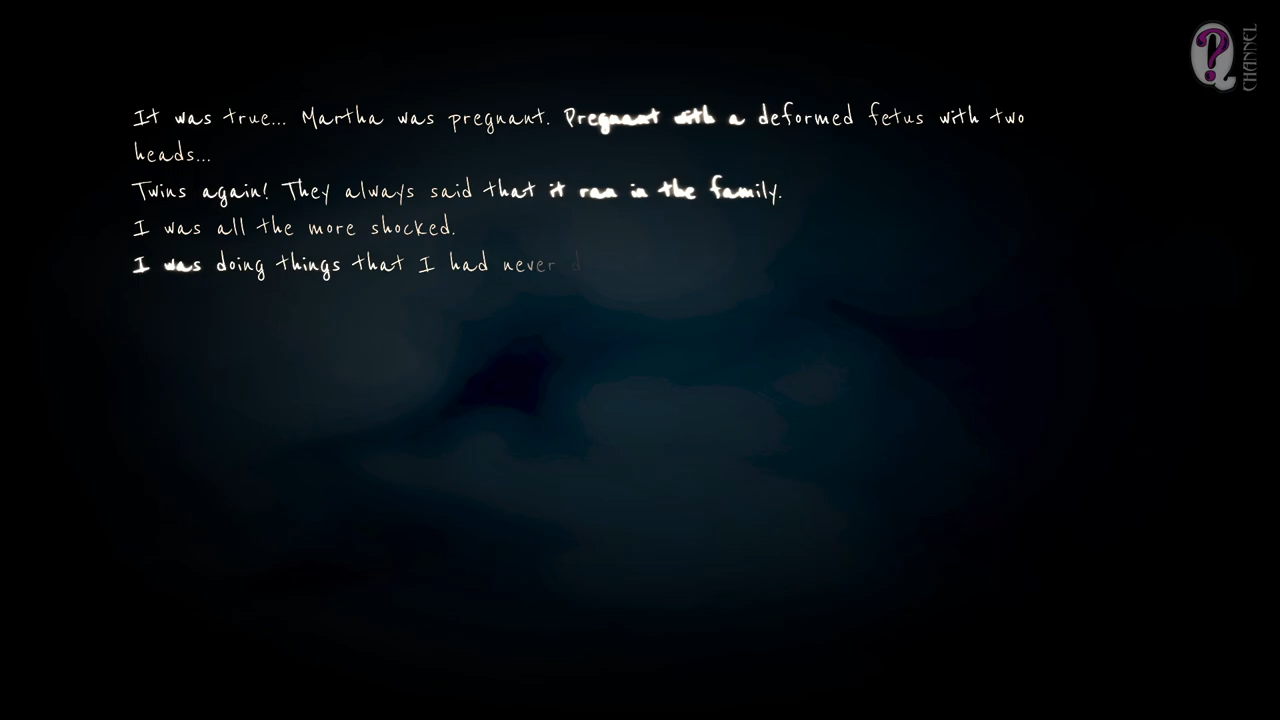 It was true... Martha was pregnant. Pregnant with a deformed fetus with two
heads...
Twins again! They always said that it ran in the family.
I was all the more shocked.
I was doing things that I had never d
Q?
CHANNEL